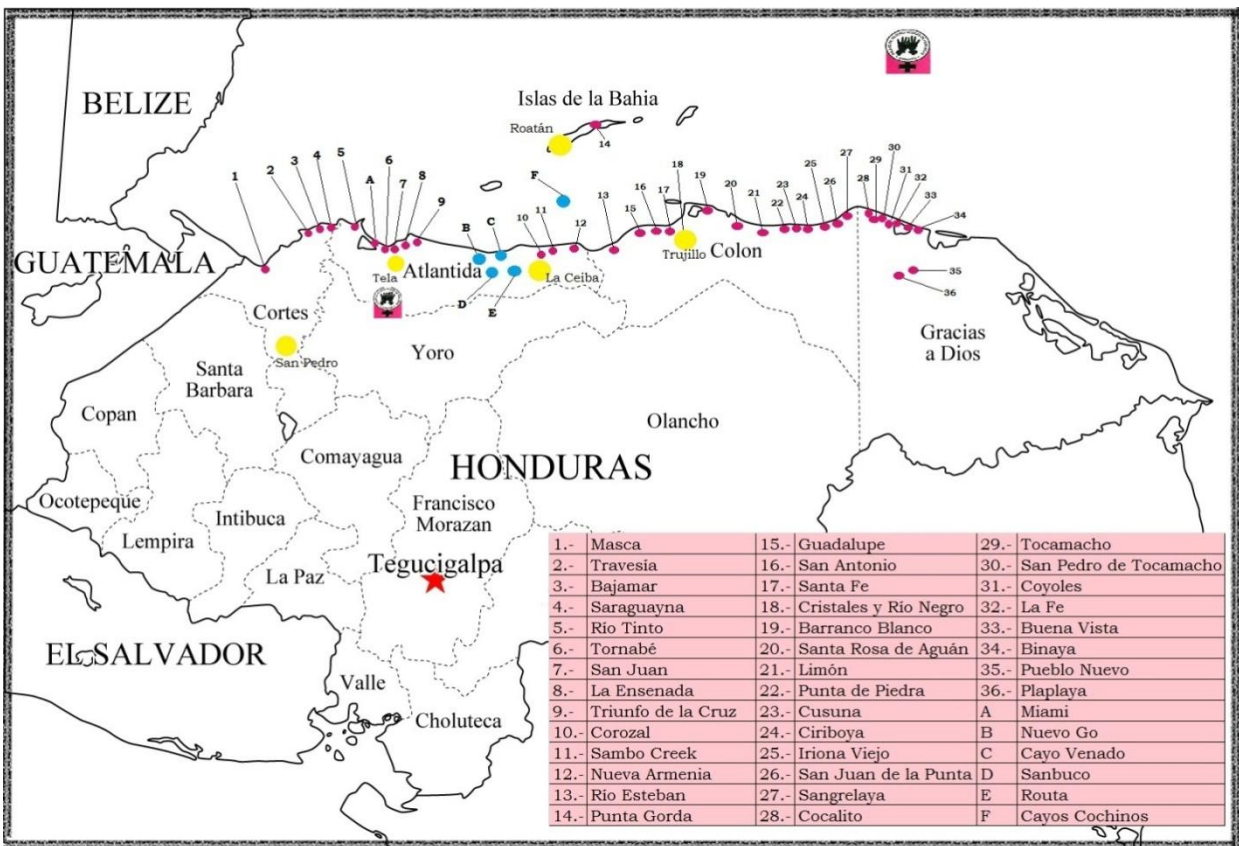 BELIZE
Islas de la Bahia
Roatán
14
F
1
2
3
4
5
A
6
7
8
9
B
C
10
11
12
13
15
16
17
18
19
20
21
22
23
24
25
26
27
28
29
30
31
32
33
34
35
36
D
E
GUATEMALA
Tela
Atlantida
La Ceiba
Trujillo
Colon
Cortes
San Pedro
Yoro
Gracias
a Dios
Santa
Barbara
Copan
Olancho
Comayagua
HONDURAS
Ocotepeque
Intibuca
Francisco
Morazan
Lempira
La Paz
Tegucigalpa
EL SALVADOR
Valle
Choluteca
1.- Masca 15.- Guadalupe 29.- Tocamacho
2.- Travesía 16.- San Antonio 30.- San Pedro de Tocamacho
3.- Bajamar 17.- Santa Fe 31.- Coyoles
4.- Saraguayna 18.- Cristales y Río Negro 32.- La Fe
5.- Río Tinto 19.- Barranco Blanco 33.- Buena Vista
6.- Tornabé 20.- Santa Rosa de Aguán 34.- Binaya
7.- San Juan 21.- Limón 35.- Pueblo Nuevo
8.- La Ensenada 22.- Punta de Piedra 36.- Plaplaya
9.- Triunfo de la Cruz 23.- Cusuna A Miami
10.- Corozal 24.- Ciriboya B Nuevo Go
11.- Sambo Creek 25.- Iriona Viejo C Cayo Venado
12.- Nueva Armenia 26.- San Juan de la Punta D Sanbuco
13.- Río Esteban 27.- Sangrelaya E Routa
14.- Punta Gorda 28.- Cocalito F Cayos Cochinos